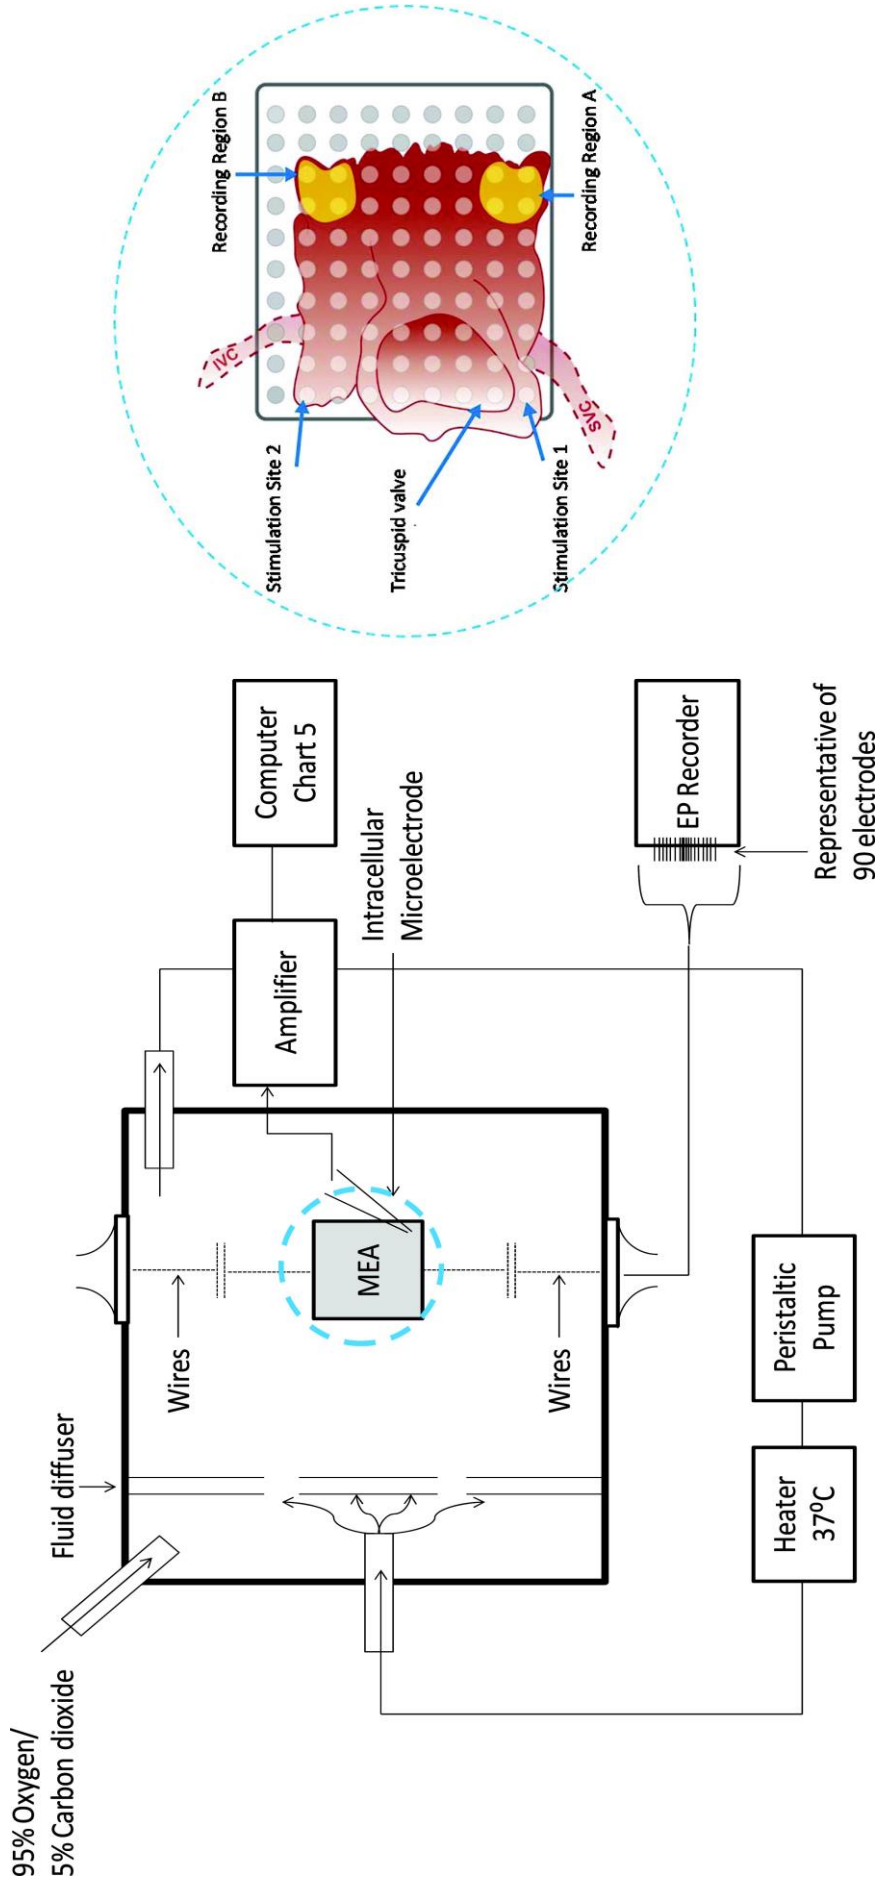 95% Oxygen/
5% Carbon dioxide
Fluid diffuser
Wires
MEA
Wires
Amplifier
Computer
Chart 5
Intracellular
Microelectrode
Heater
37⁰C
Peristaltic
Pump
EP Recorder
Representative of
90 electrodes
Stimulation Site 2
Tricuspid valve
Stimulation Site 1
IVC
SVC
Recording Region B
Recording Region A